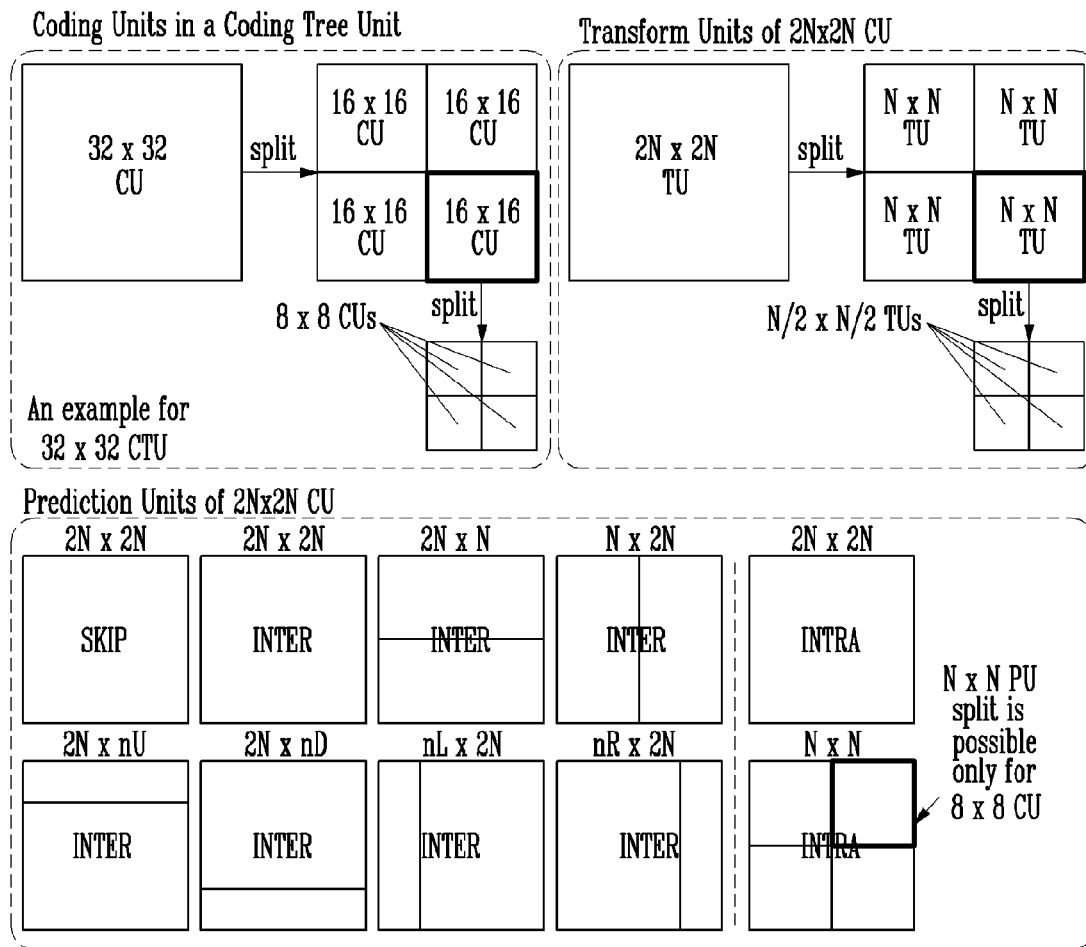 Coding Units in a Coding Tree Unit
32 x 32
CU
split
16 x 16
CU
16 x 16
CU
16 x 16
CU
16 x 16
CU
split
8 x 8 CUs
An example for
32 x 32 CTU
Transform Units of 2Nx2N CU
2N x 2N
TU
split
N x N
TU
N x N
TU
N x N
TU
N x N
TU
split
N/2 x N/2 TUs
Prediction Units of 2Nx2N CU
2N x 2N
SKIP
2N x 2N
INTER
2N x N
INTER
N x 2N
INTER
2N x 2N
INTRA
2N x nU
INTER
2N x nD
INTER
nL x 2N
INTER
nR x 2N
INTER
N x N
INTRA
N x N PU
split is
possible
only for
8 x 8 CU